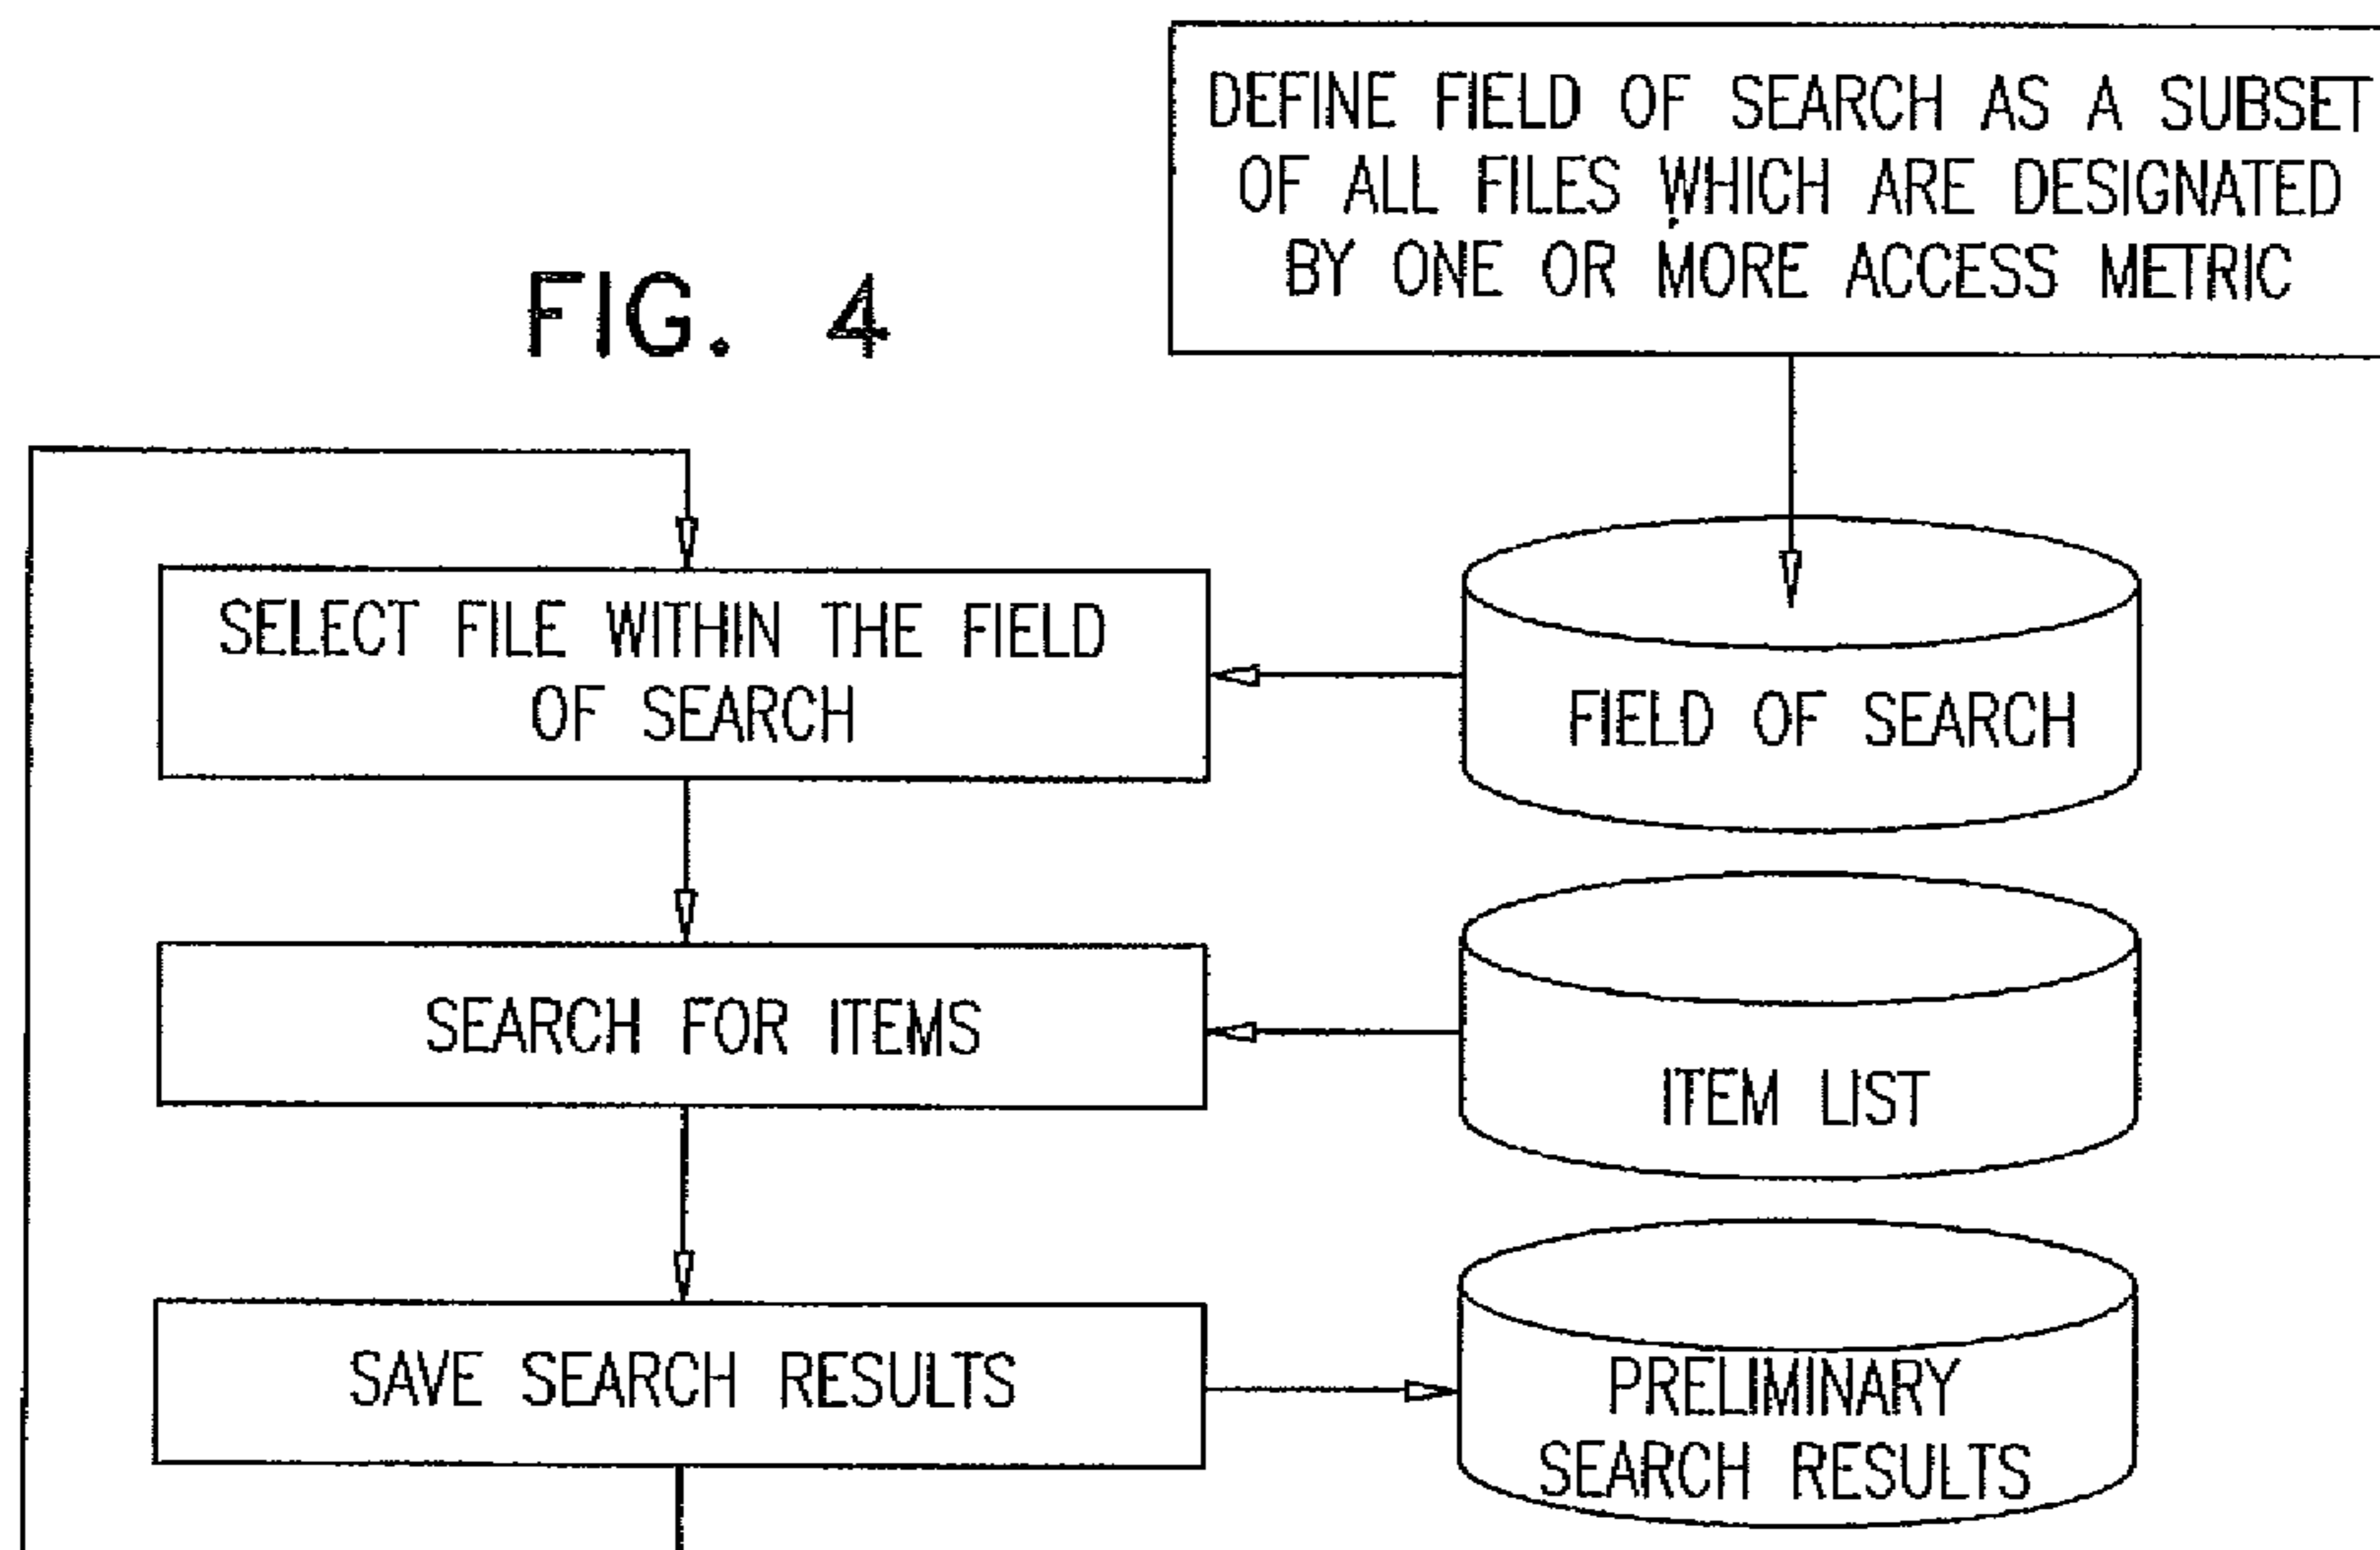 DEFINE FIELD OF SEARCH AS A SUBSET
OF ALL FILES WHICH ARE DESIGNATED
BY ONE OR MORE ACCESS METRIC
FIG. 4
SELECT FILE WITHIN THE FIELD
OF SEARCH
FIELD OF SEARCH
SEARCH FOR ITEMS
ITEM LIST
SAVE SEARCH RESULTS
PRELIMINARY
SEARCH RESULTS